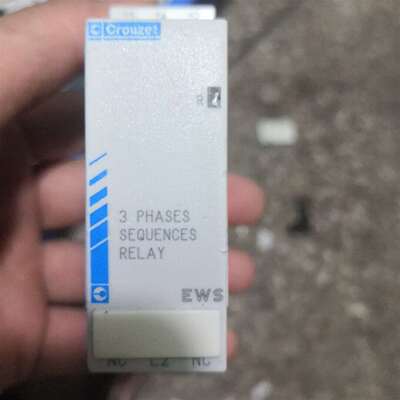 Crouzet
R
3 PHASES
SEQUENCES
RELAY
EWS